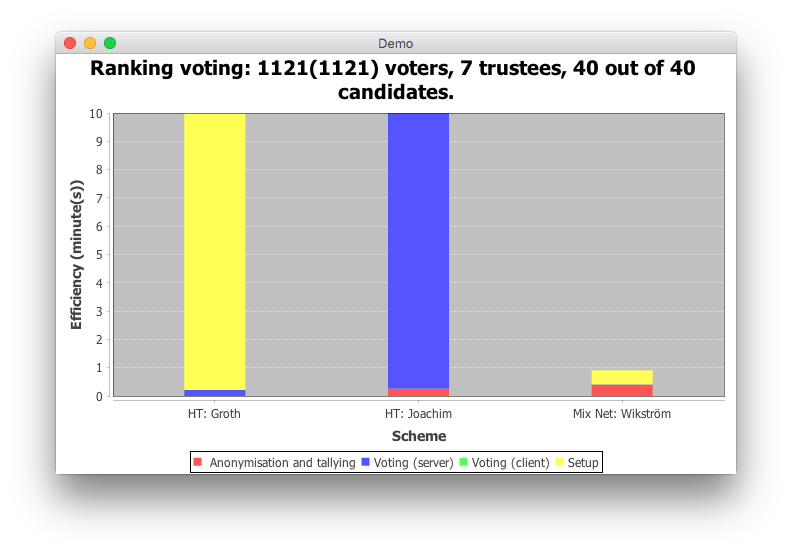 Demo
Ranking voting: 1121(1121) voters, 7 trustees, 40 out of 40
candidates.
Efficiency (minute(s))
10
9
8
7
6
5
4
3
2
1
0
HT: Groth HT: Joachim Mix Net: Wikström
Scheme
Anonymisation and tallying Voting (server) Voting (client) Setup